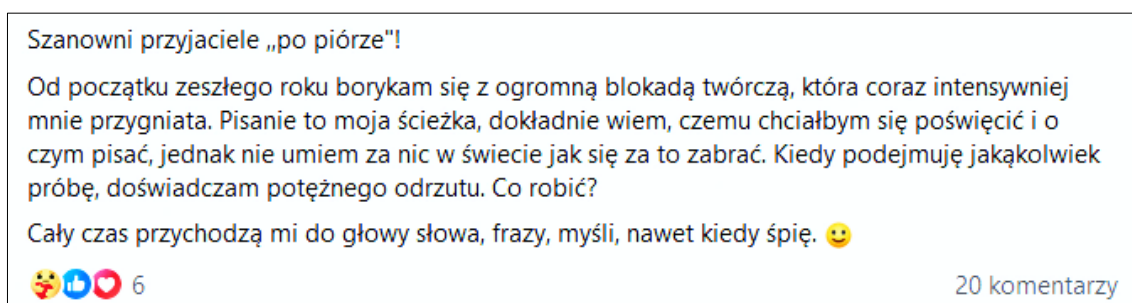 Szanowni przyjaciele „po piórze"!
Od początku zeszłego roku borykam się z ogromną blokadą twórczą, która coraz intensywniej
mnie przygniata. Pisanie to moja ścieżka, dokładnie wiem, czemu chciałbym się poświęcić i o
czym pisać, jednak nie umiem za nic w świecie jak się za to zabrać. Kiedy podejmuję jakąkolwiek
próbę, doświadczam potężnego odrzutu. Co robić?
Cały czas przychodzą mi do głowy słowa, frazy, myśli, nawet kiedy śpię. 🙂
6 20 komentarzy